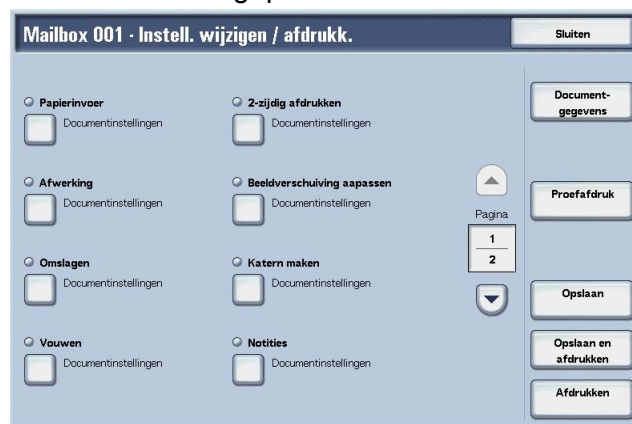 Mailbox 001 - Instell. wijzigen / afdrukk.
Sluiten
Papierinvoer
Documentinstellingen
2-zijdig afdrukken
Documentinstellingen
Document-
gegevens
Afwerking
Documentinstellingen
Beeldverschuiving aapassen
Documentinstellingen
Proefafdruk
Pagina
1
2
Omslagen
Documentinstellingen
Katern maken
Documentinstellingen
Opslaan
Vouwen
Documentinstellingen
Notities
Documentinstellingen
Opslaan en
afdrukken
Afdrukken